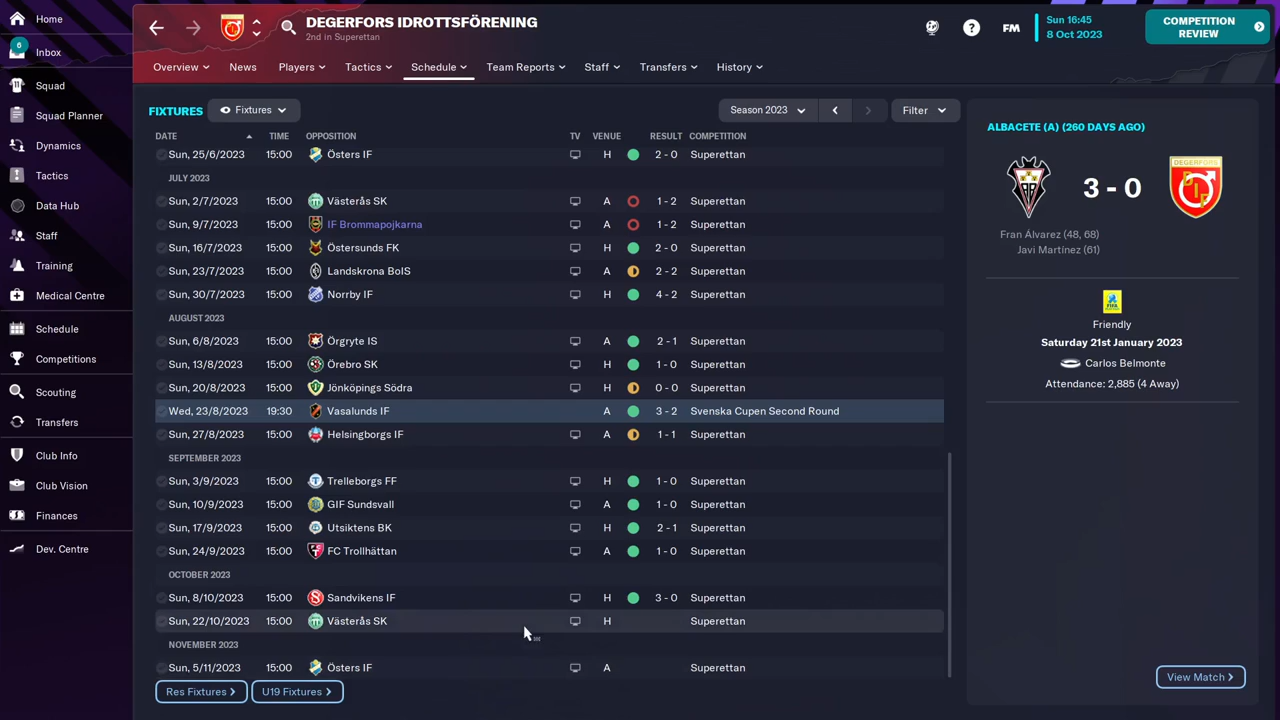 Home
6
Inbox
Squad
Squad Planner
Dynamics
Tactics
Data Hub
Staff
Training
Medical Centre
Schedule
Competitions
Scouting
Transfers
Club Info
Club Vision
Finances
Dev. Centre
DEGERFORS IDROTTSFÖRENING
2nd in Superettan
FM
Sun 16:45
8 Oct 2023
COMPETITION
REVIEW
Overview News Players Tactics Schedule Team Reports Staff Transfers History
FIXTURES Fixtures Season 2023 Filter
DATE TIME OPPOSITION TV VENUE RESULT COMPETITION
Sun, 25/6/2023 15:00 Östers IF H 2 - 0 Superettan
JULY 2023
Sun, 2/7/2023 15:00 Västerås SK A 1 - 2 Superettan
Sun, 9/7/2023 15:00 IF Brommapojkarna A 1 - 2 Superettan
Sun, 16/7/2023 15:00 Östersunds FK H 2 - 0 Superettan
Sun, 23/7/2023 15:00 Landskrona BoIS A 2 - 2 Superettan
Sun, 30/7/2023 15:00 Norrby IF H 4 - 2 Superettan
AUGUST 2023
Sun, 6/8/2023 15:00 Örgryte IS A 2 - 1 Superettan
Sun, 13/8/2023 15:00 Örebro SK H 1 - 0 Superettan
Sun, 20/8/2023 15:00 Jönköpings Södra H 0 - 0 Superettan
Wed, 23/8/2023 19:30 Vasalunds IF A 3 - 2 Svenska Cupen Second Round
Sun, 27/8/2023 15:00 Helsingborgs IF A 1 - 1 Superettan
SEPTEMBER 2023
Sun, 3/9/2023 15:00 Trelleborgs FF H 1 - 0 Superettan
Sun, 10/9/2023 15:00 GIF Sundsvall A 1 - 0 Superettan
Sun, 17/9/2023 15:00 Utsiktens BK H 2 - 1 Superettan
Sun, 24/9/2023 15:00 FC Trollhättan A 1 - 0 Superettan
OCTOBER 2023
Sun, 8/10/2023 15:00 Sandvikens IF H 3 - 0 Superettan
Sun, 22/10/2023 15:00 Västerås SK H Superettan
NOVEMBER 2023
Sun, 5/11/2023 15:00 Östers IF A Superettan
Res Fixtures U19 Fixtures
ALBACETE (A) (260 DAYS AGO)
3 - 0
DEGERFORS
DIF
Fran Álvarez (48, 68)
Javi Martínez (61)
Friendly
Saturday 21st January 2023
Carlos Belmonte
Attendance: 2,885 (4 Away)
View Match